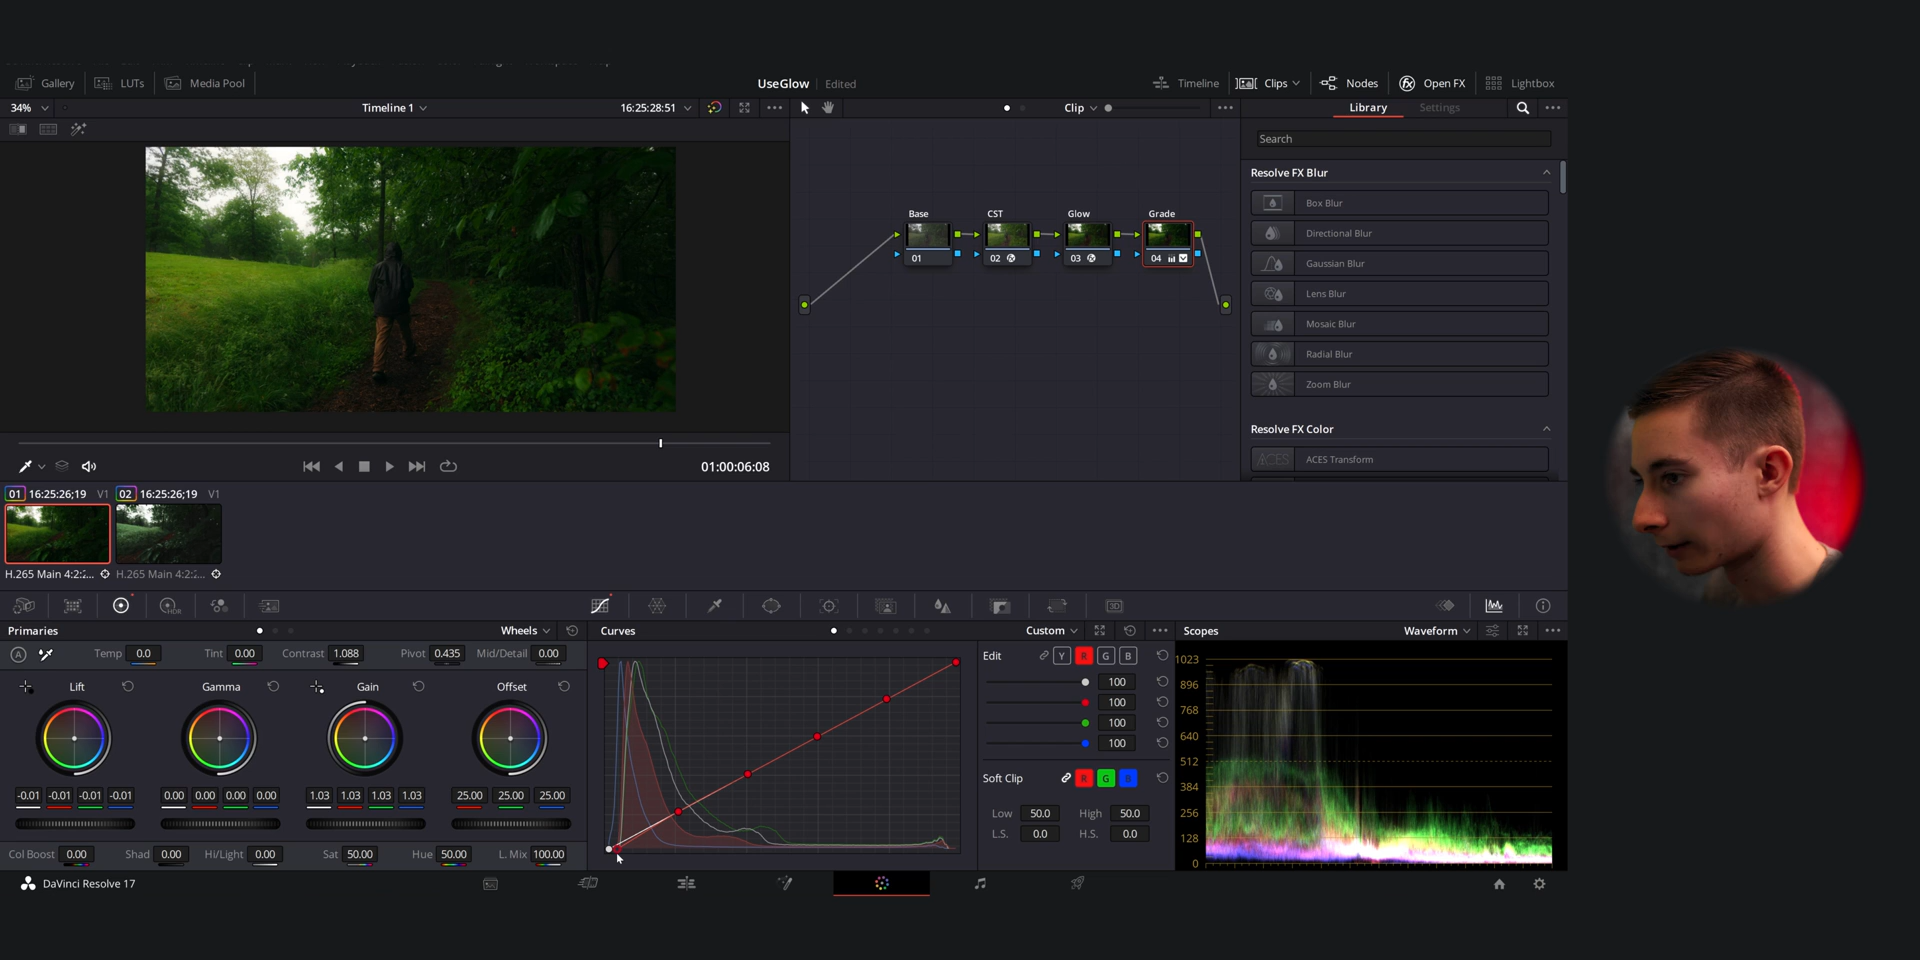 Gallery LUTs Media Pool UseGlow Edited Timeline Clips Nodes Open FX Lightbox
34% Timeline 1 16:25:28:51 Clip Library Settings
Search
Resolve FX Blur
Box Blur
Directional Blur
Gaussian Blur
Lens Blur
Mosaic Blur
Radial Blur
Zoom Blur
Resolve FX Color
ACES ACES Transform
Base CST Glow Grade
01 02 03 04
01:00:06:08
01 16:25:26;19 V1 02 16:25:26;19 V1
H.265 Main 4:2:2... H.265 Main 4:2:2...
HDR 3D
Primaries Wheels Curves Custom Scopes Waveform
A Temp 0.0 Tint 0.00 Contrast 1.088 Pivot 0.435 Mid/Detail 0.00
Lift Gamma Gain Offset
-0.01 -0.01 -0.01 -0.01 0.00 0.00 0.00 0.00 1.03 1.03 1.03 1.03 25.00 25.00 25.00
Col Boost 0.00 Shad 0.00 Hi/Light 0.00 Sat 50.00 Hue 50.00 L. Mix 100.00
Edit Y R G B
100
100
100
100
Soft Clip R G B
Low 50.0 High 50.0
L.S. 0.0 H.S. 0.0
1023
896
768
640
512
384
256
128
0
DaVinci Resolve 17